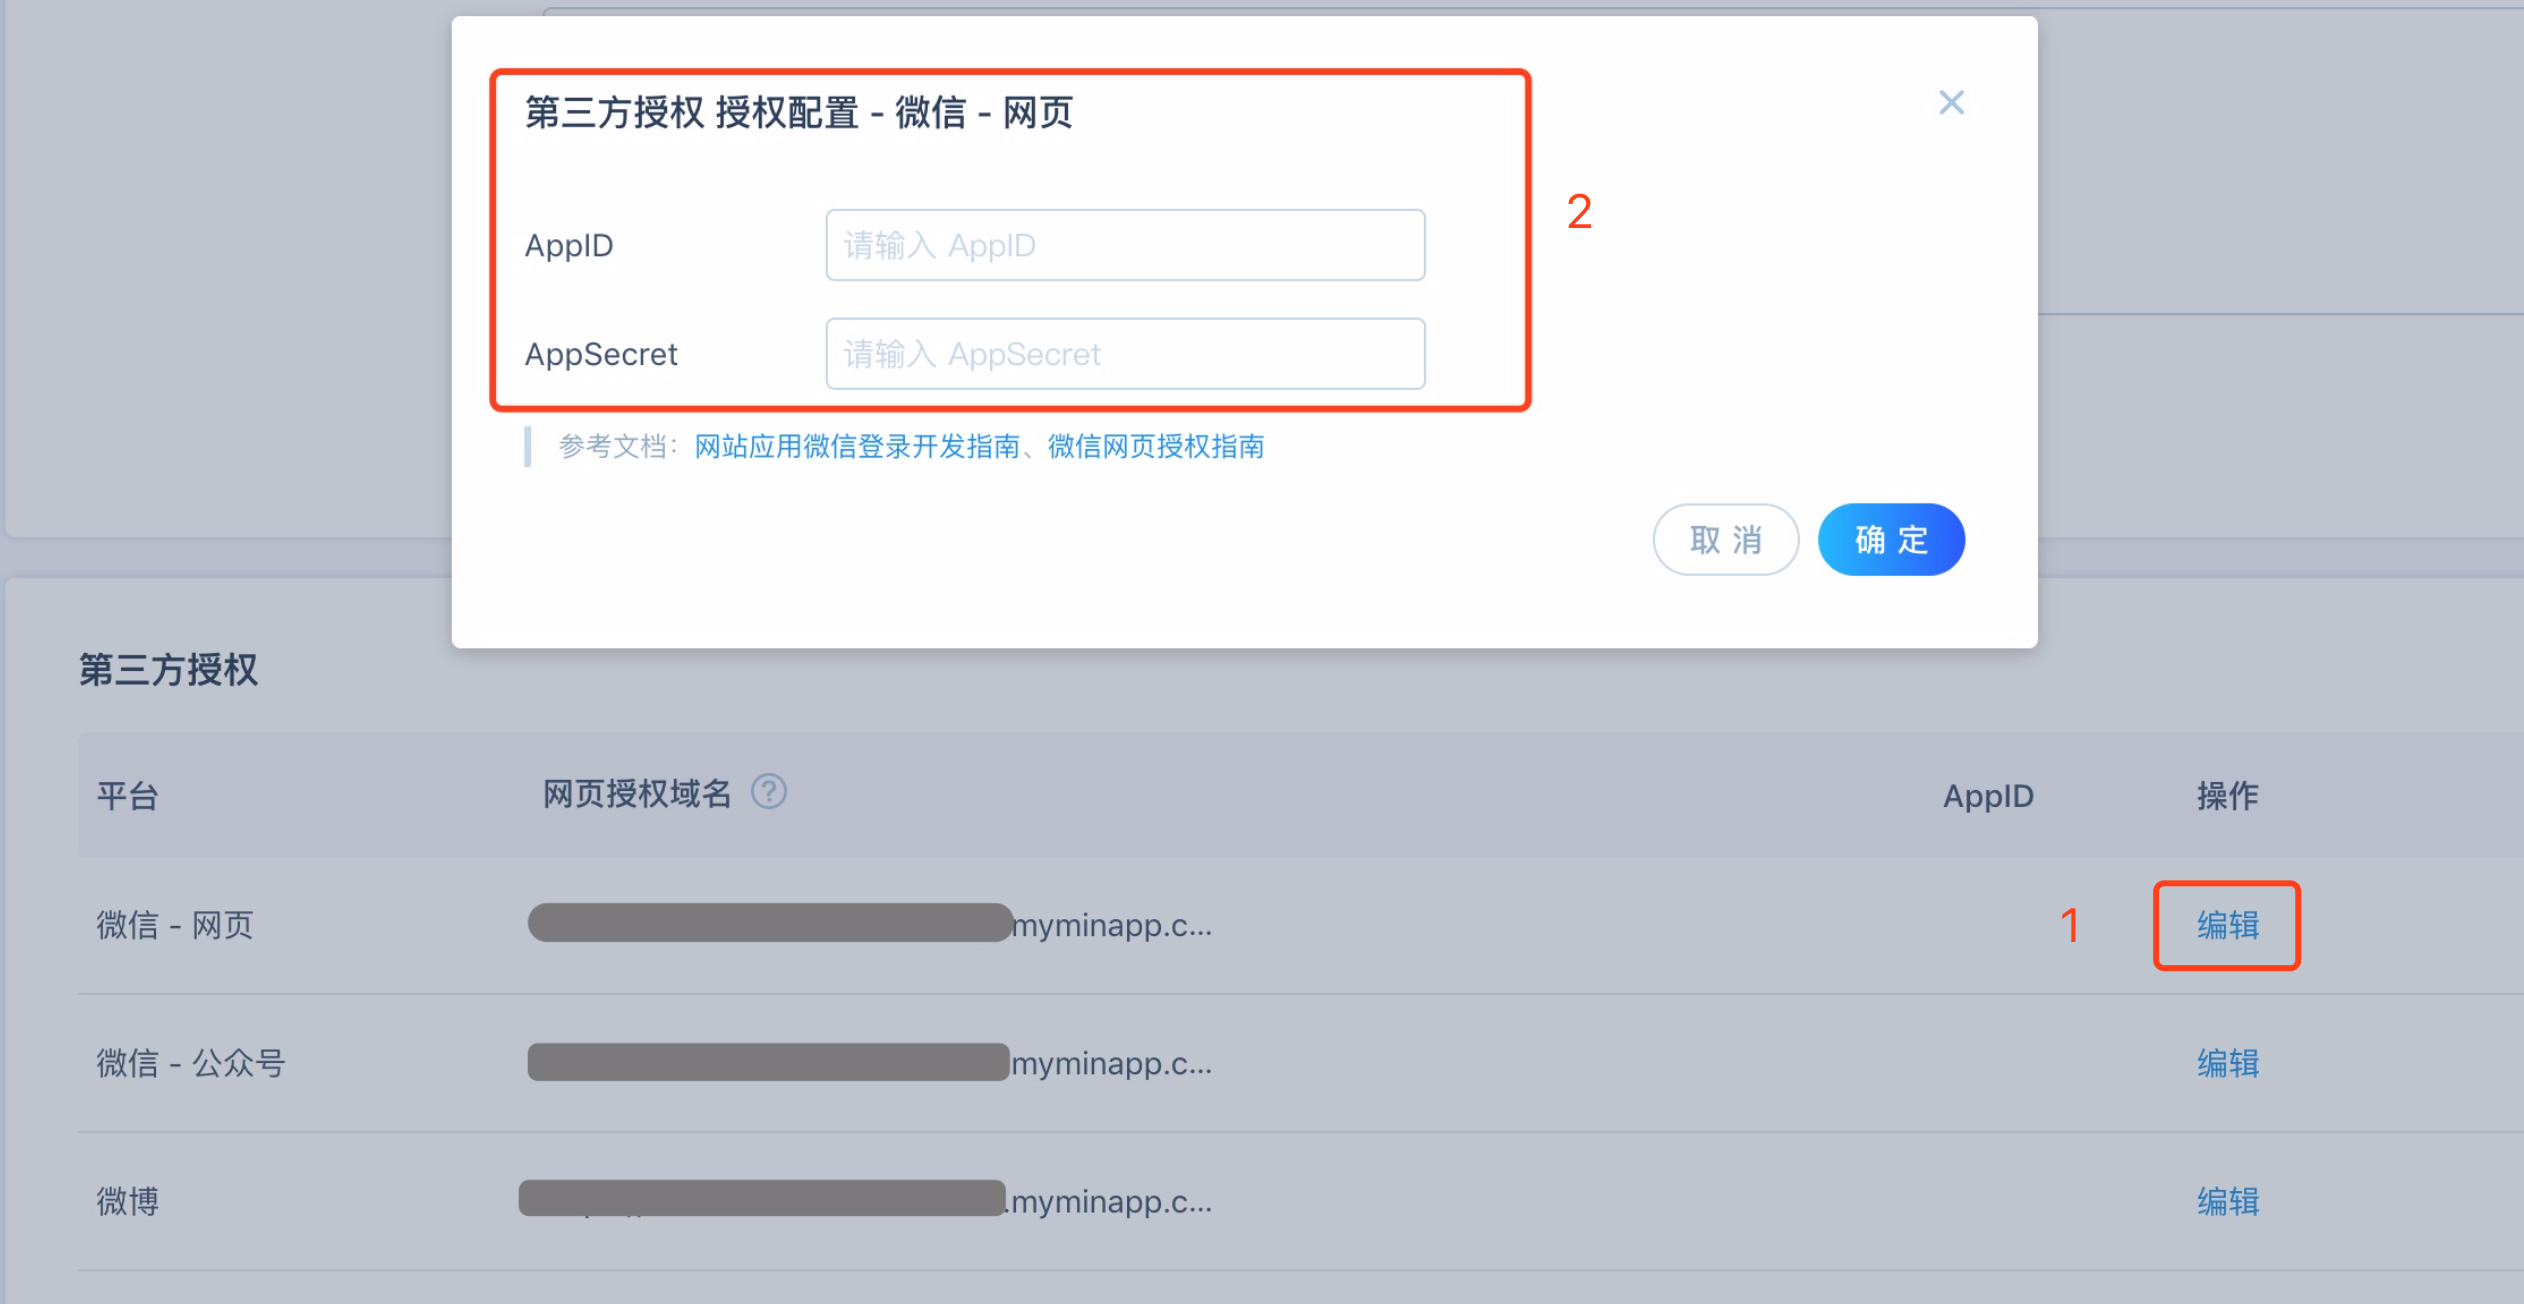 第三方授权 授权配置 - 微信 - 网页
2
AppID 请输入 AppID
AppSecret 请输入 AppSecret
参考文档：网站应用微信登录开发指南、微信网页授权指南
取 消 确 定
第三方授权
平台 网页授权域名 ? AppID 操作
微信 - 网页 myminapp.c... 1 编辑
微信 - 公众号 myminapp.c... 编辑
微博 .myminapp.c... 编辑